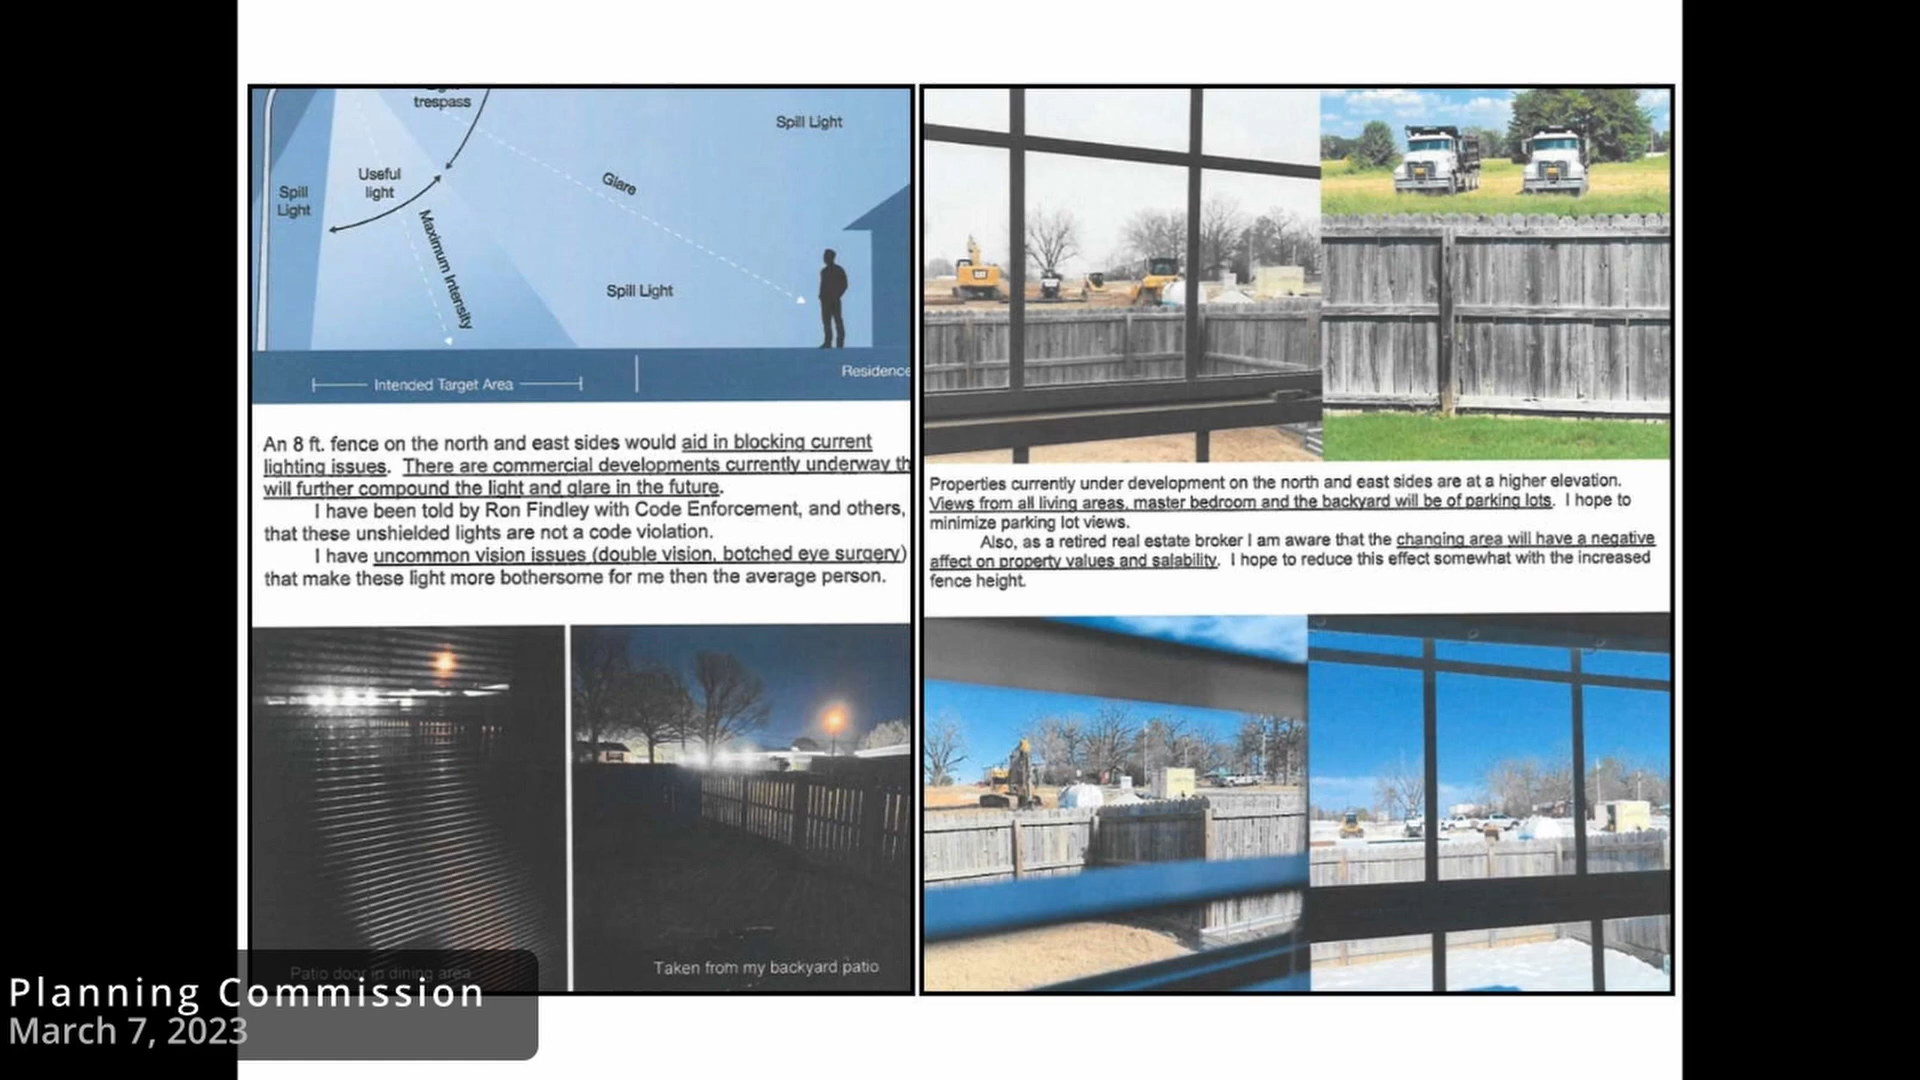 trespass
Spill Light
Useful
light
Spill
Light
Glare
Maximum Intensity
Spill Light
Residence
Intended Target Area
An 8 ft. fence on the north and east sides would aid in blocking current
lighting issues. There are commercial developments currently underway th
will further compound the light and glare in the future.
I have been told by Ron Findley with Code Enforcement, and others,
that these unshielded lights are not a code violation.
I have uncommon vision issues (double vision, botched eye surgery)
that make these light more bothersome for me then the average person.
Patio door in dining area
Taken from my backyard patio
Properties currently under development on the north and east sides are at a higher elevation.
Views from all living areas, master bedroom and the backyard will be of parking lots. I hope to
minimize parking lot views.
Also, as a retired real estate broker I am aware that the changing area will have a negative
affect on property values and salability. I hope to reduce this effect somewhat with the increased
fence height.
Planning Commission
March 7, 2023